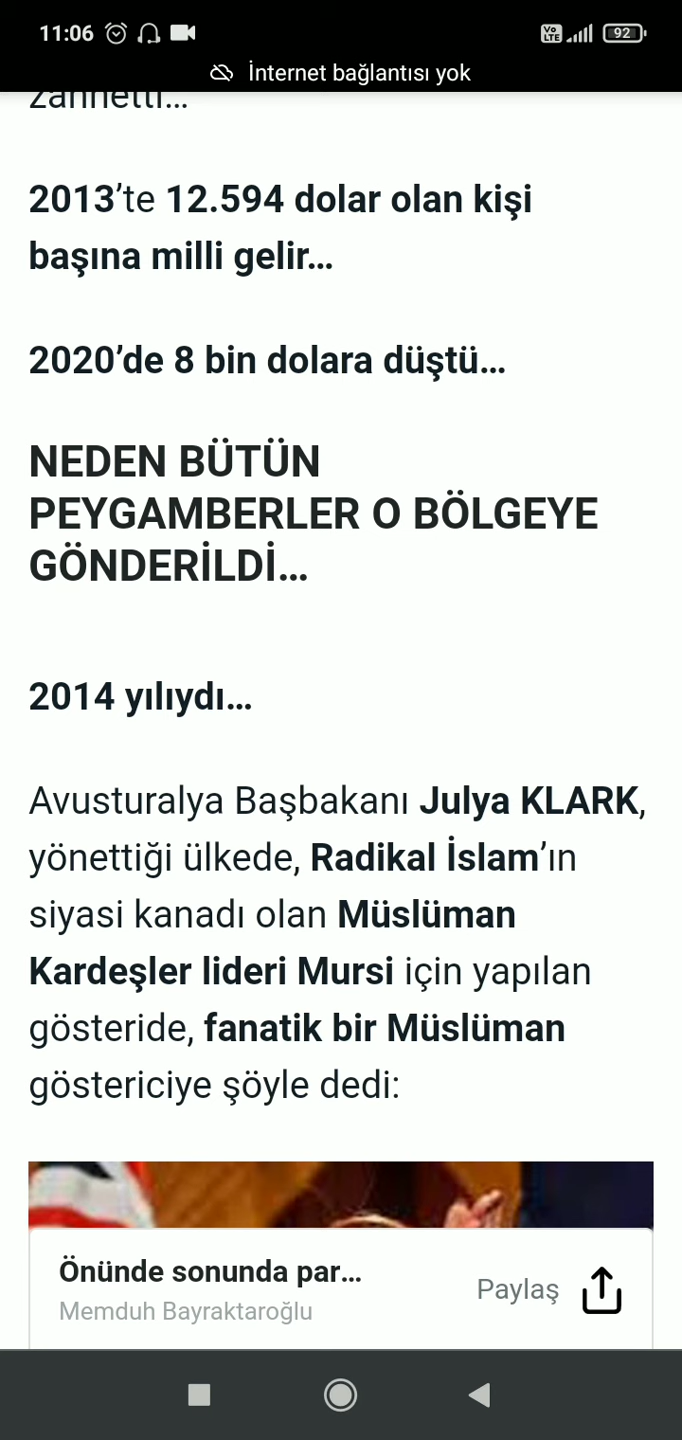 11:06
Vo LTE
92
İnternet bağlantısı yok
zannetti...
2013’te 12.594 dolar olan kişi
başına milli gelir...
2020’de 8 bin dolara düştü...
NEDEN BÜTÜN
PEYGAMBERLER O BÖLGEYE
GÖNDERİLDİ...
2014 yılıydı...
Avusturalya Başbakanı Julya KLARK,
yönettiği ülkede, Radikal İslam’ın
siyasi kanadı olan Müslüman
Kardeşler lideri Mursi için yapılan
gösteride, fanatik bir Müslüman
göstericiye şöyle dedi:
Önünde sonunda par...
Memduh Bayraktaroğlu
Paylaş